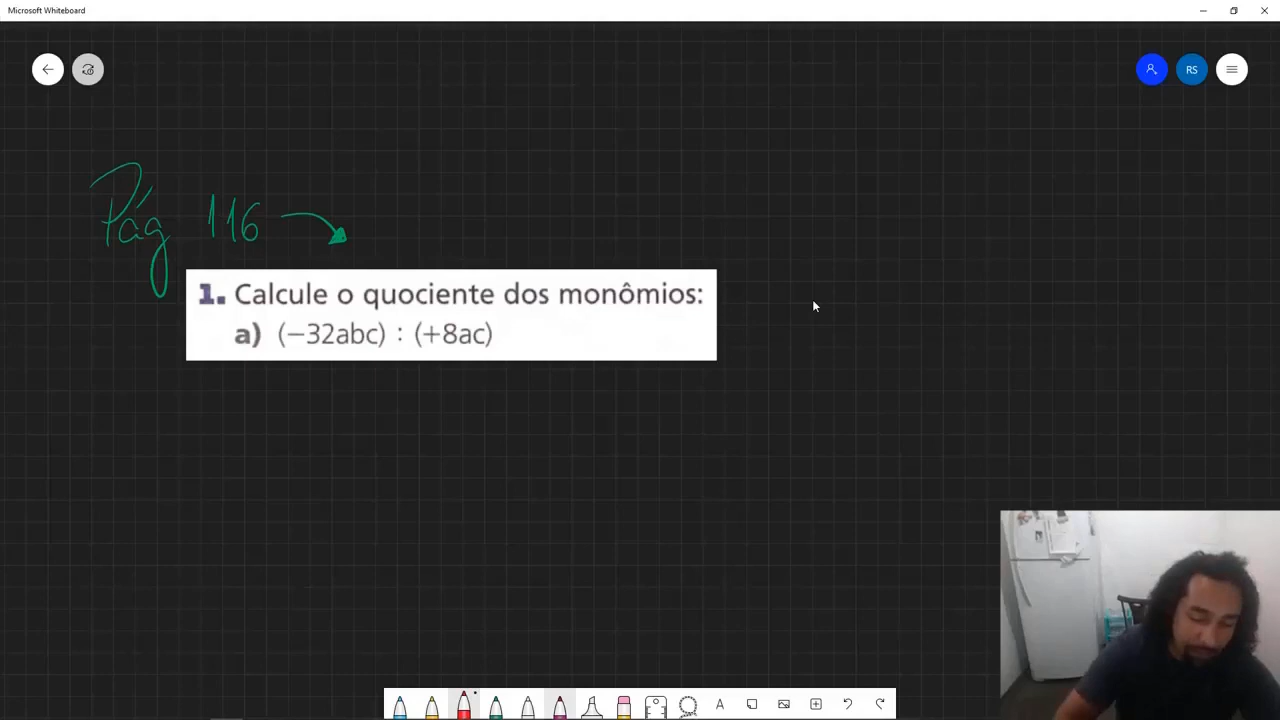 Microsoft Whiteboard
RS
Pág 116
1. Calcule o quociente dos monômios:
a) (−32abc) : (+8ac)
A